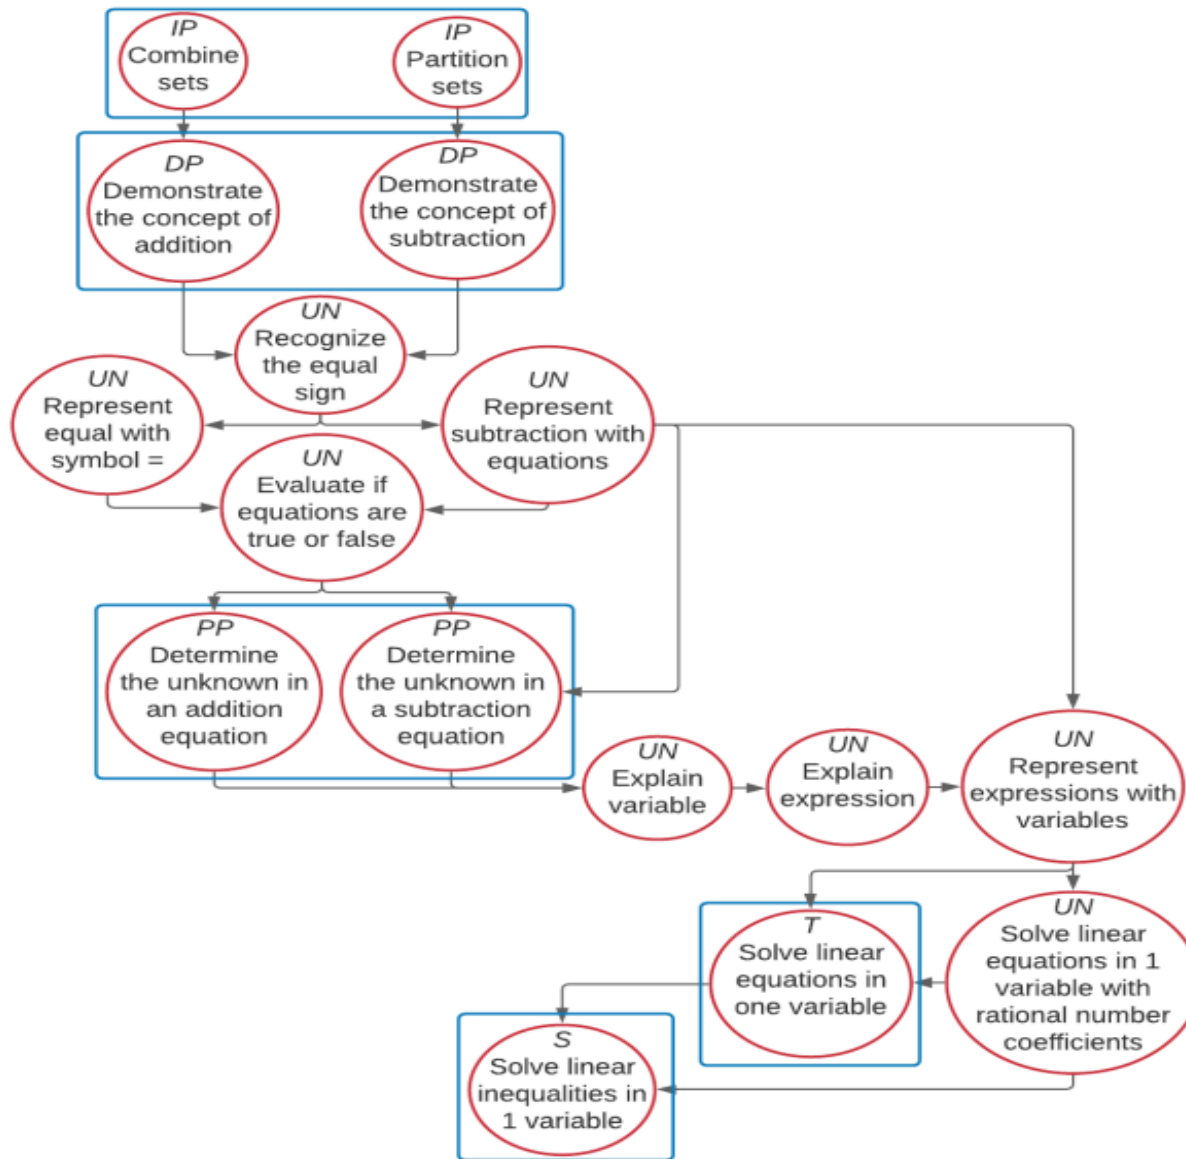 IP
Combine
sets
IP
Partition
sets
DP
Demonstrate
the concept of
addition
DP
Demonstrate
the concept of
subtraction
UN
Recognize
the equal
sign
UN
Represent
equal with
symbol =
UN
Represent
subtraction with
equations
UN
Evaluate if
equations are
true or false
PP
Determine
the unknown in
an addition
equation
PP
Determine
the unknown in
a subtraction
equation
UN
Explain
variable
UN
Explain
expression
UN
Represent
expressions with
variables
T
Solve linear
equations in
one variable
UN
Solve linear
equations in 1
variable with
rational number
coefficients
S
Solve linear
inequalities in
1 variable